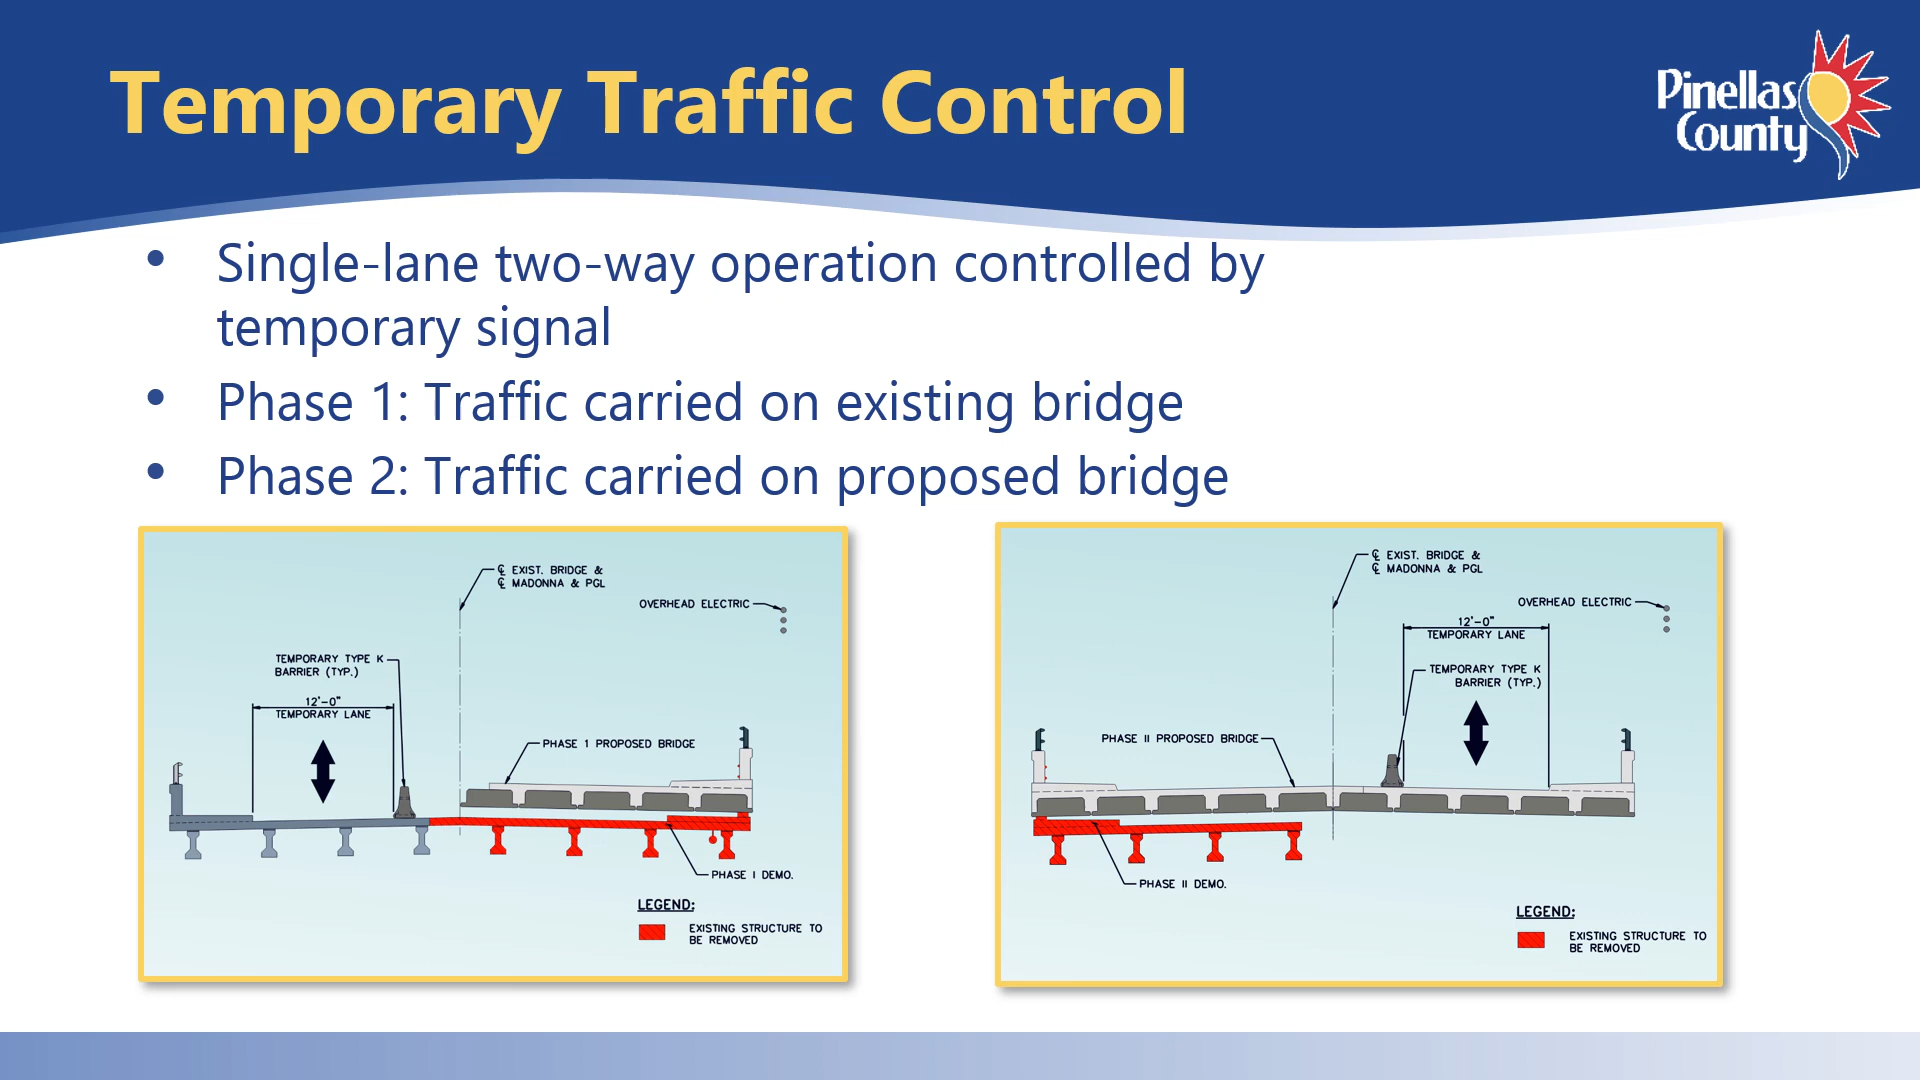 Temporary Traffic Control
Pinellas
County
• Single-lane two-way operation controlled by
temporary signal
• Phase 1: Traffic carried on existing bridge
• Phase 2: Traffic carried on proposed bridge
℄ EXIST. BRIDGE &
℄ MADONNA & PGL
OVERHEAD ELECTRIC
TEMPORARY TYPE K
BARRIER (TYP.)
12'-0"
TEMPORARY LANE
PHASE 1 PROPOSED BRIDGE
PHASE I DEMO.
LEGEND:
EXISTING STRUCTURE TO
BE REMOVED
℄ EXIST. BRIDGE &
℄ MADONNA & PGL
OVERHEAD ELECTRIC
12'-0"
TEMPORARY LANE
TEMPORARY TYPE K
BARRIER (TYP.)
PHASE II PROPOSED BRIDGE
PHASE II DEMO.
LEGEND:
EXISTING STRUCTURE TO
BE REMOVED